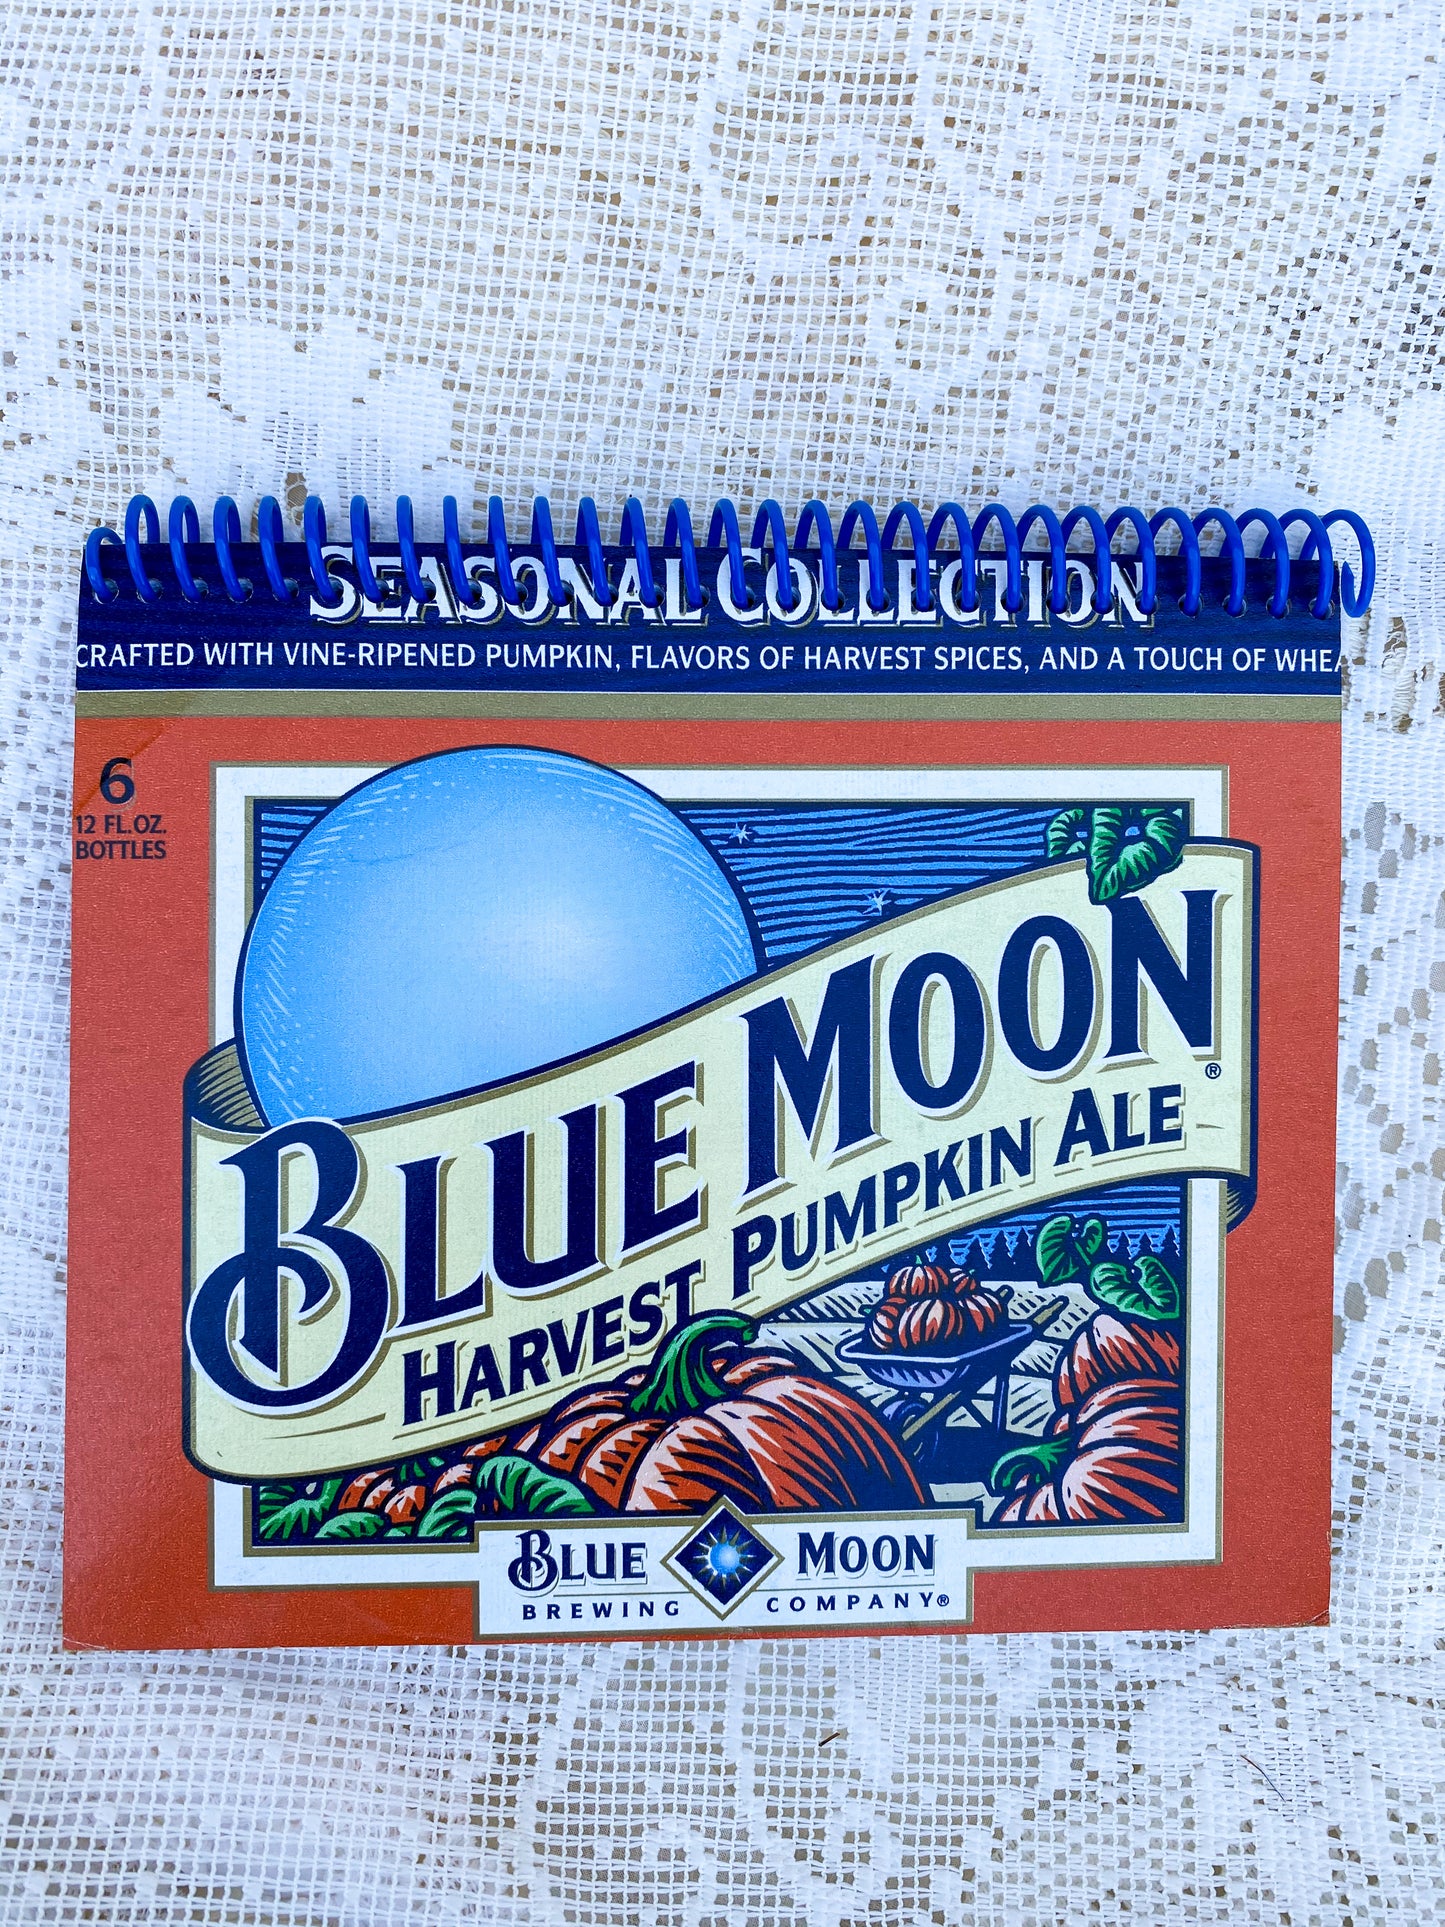 SEASONAL COLLECTION
CRAFTED WITH VINE-RIPENED PUMPKIN, FLAVORS OF HARVEST SPICES, AND A TOUCH OF WHEA
6
12 FL.OZ.
BOTTLES
BLUE MOON®
HARVEST PUMPKIN ALE
BLUE MOON
BREWING COMPANY®